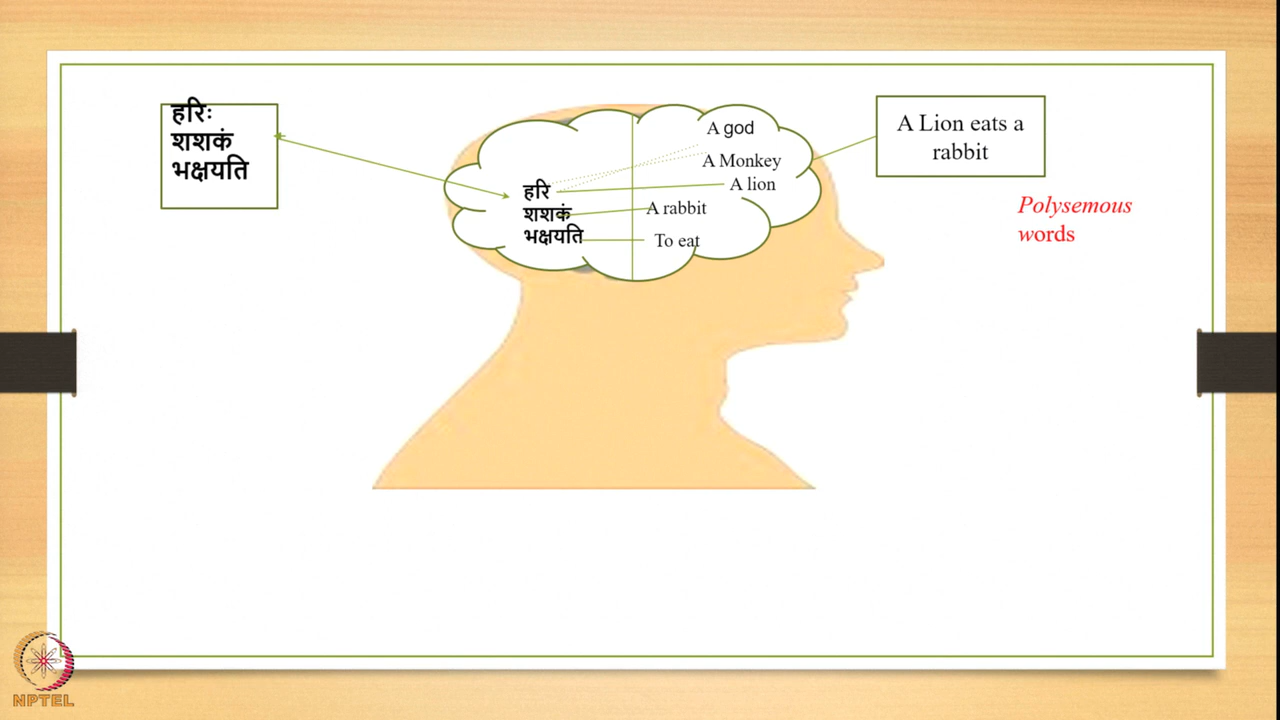 हरिः
शशकं
भक्षयति
हरि
शशकं
भक्षयति
A god
A Monkey
A lion
A rabbit
To eat
A Lion eats a
rabbit
Polysemous
words
NPTEL